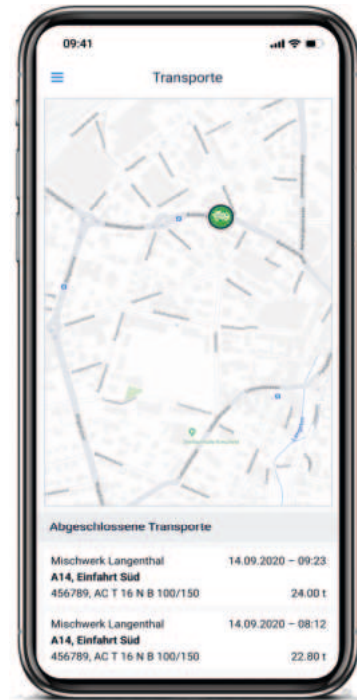 09:41
Transporte
Abgeschlossene Transporte
Mischwerk Langenthal 14.09.2020 – 09:23
A14, Einfahrt Süd
456789, AC T 16 N B 100/150 24.00 t
Mischwerk Langenthal 14.09.2020 – 08:12
A14, Einfahrt Süd
456789, AC T 16 N B 100/150 22.80 t